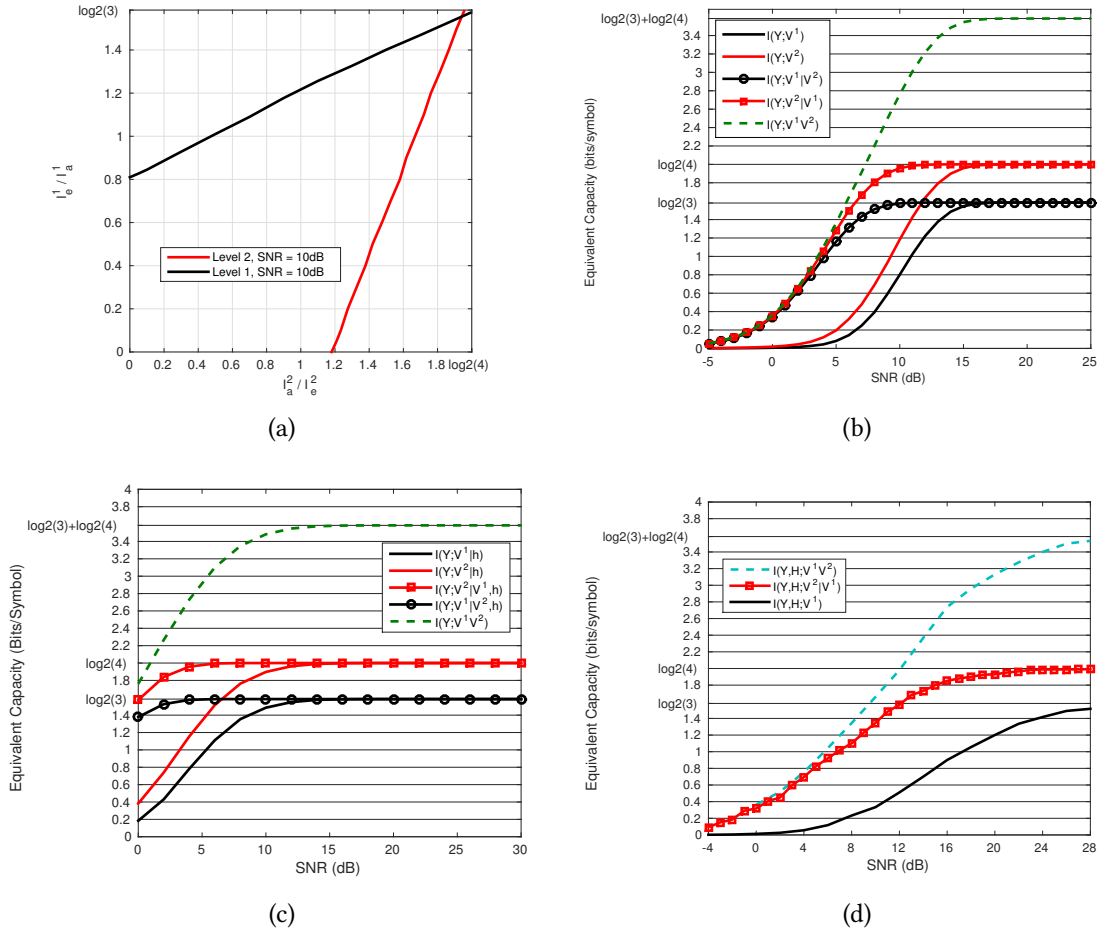 log2(3)
1.4
1.2
1
0.8
0.6
0.4
0.2
0
I_e^1 / I_a^1
Level 2, SNR = 10dB
Level 1, SNR = 10dB
0 0.2 0.4 0.6 0.8 1 1.2 1.4 1.6 1.8 log2(4)
I_a^2 / I_e^2
(a)
log2(3)+log2(4)
3.4
3
2.8
2.6
2.4
2.2
log2(4)
1.8
log2(3)
1.4
1.2
1
0.8
0.6
0.4
0.2
0
Equivalent Capacity (bits/symbol)
I(Y;V^1)
I(Y;V^2)
I(Y;V^1|V^2)
I(Y;V^2|V^1)
I(Y;V^1V^2)
-5 0 5 10 15 20 25
SNR (dB)
(b)
4
3.8
log2(3)+log2(4)
3.4
3.2
3
2.8
2.6
2.4
2.2
log2(4)
1.8
log2(3)
1.4
1.2
1
0.8
0.6
0.4
0.2
0
Equivalent Capacity (Bits/Symbol)
I(Y;V^1|h)
I(Y;V^2|h)
I(Y;V^2|V^1,h)
I(Y;V^1|V^2,h)
I(Y;V^1V^2)
0 5 10 15 20 25 30
SNR (dB)
(c)
4
3.8
log2(3)+log2(4)
3.4
3.2
3
2.8
2.6
2.4
2.2
log2(4)
1.8
log2(3)
1.4
1.2
1
0.8
0.6
0.4
0.2
0
Equivalent Capacity (bits/symbol)
I(Y,H;V^1V^2)
I(Y,H;V^2|V^1)
I(Y,H;V^1)
-4 0 4 8 12 16 20 24 28
SNR (dB)
(d)